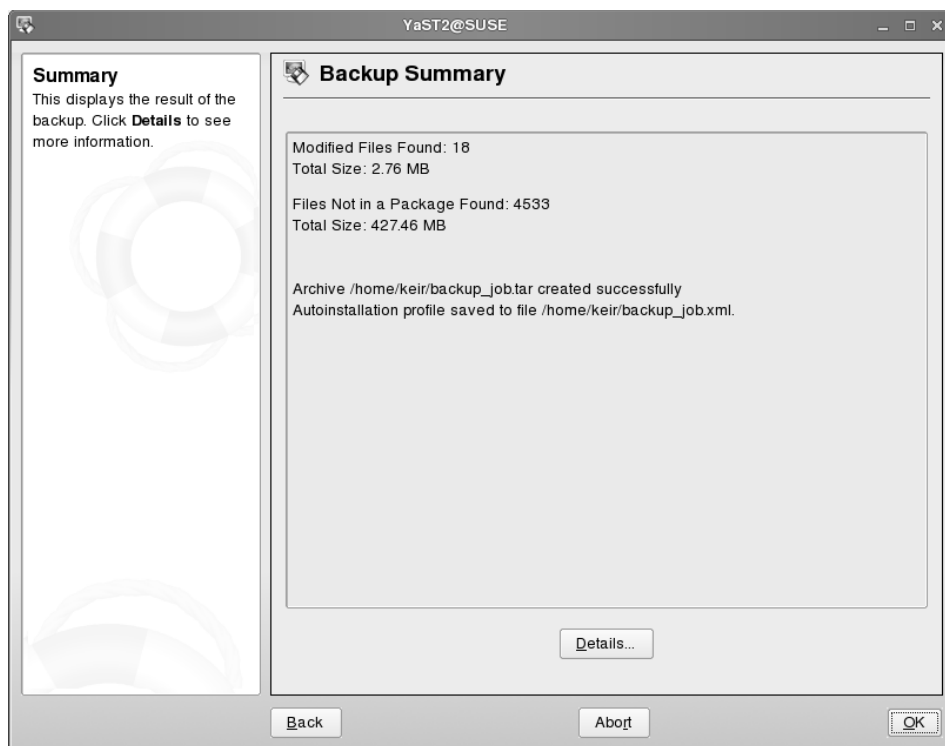 YaST2@SUSE
Summary
This displays the result of the
backup. Click Details to see
more information.
Backup Summary
Modified Files Found: 18
Total Size: 2.76 MB
Files Not in a Package Found: 4533
Total Size: 427.46 MB
Archive /home/keir/backup_job.tar created successfully
Autoinstallation profile saved to file /home/keir/backup_job.xml.
Details...
Back
Abort
OK